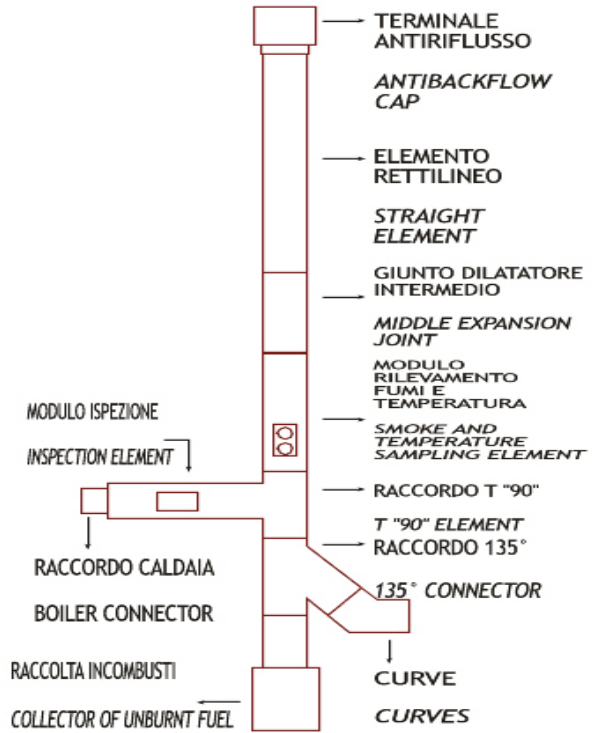 TERMINALE
ANTIRIFLUSSO
ANTIBACKFLOW
CAP
ELEMENTO
RETTILINEO
STRAIGHT
ELEMENT
GIUNTO DILATATORE
INTERMEDIO
MIDDLE EXPANSION
JOINT
MODULO
RILEVAMENTO
FUMI E
TEMPERATURA
SMOKE AND
TEMPERATURE
SAMPLING ELEMENT
MODULO ISPEZIONE
INSPECTION ELEMENT
RACCORDO T "90"
T "90" ELEMENT
RACCORDO 135°
135° CONNECTOR
RACCORDO CALDAIA
BOILER CONNECTOR
RACCOLTA INCOMBUSTI
COLLECTOR OF UNBURNT FUEL
CURVE
CURVES